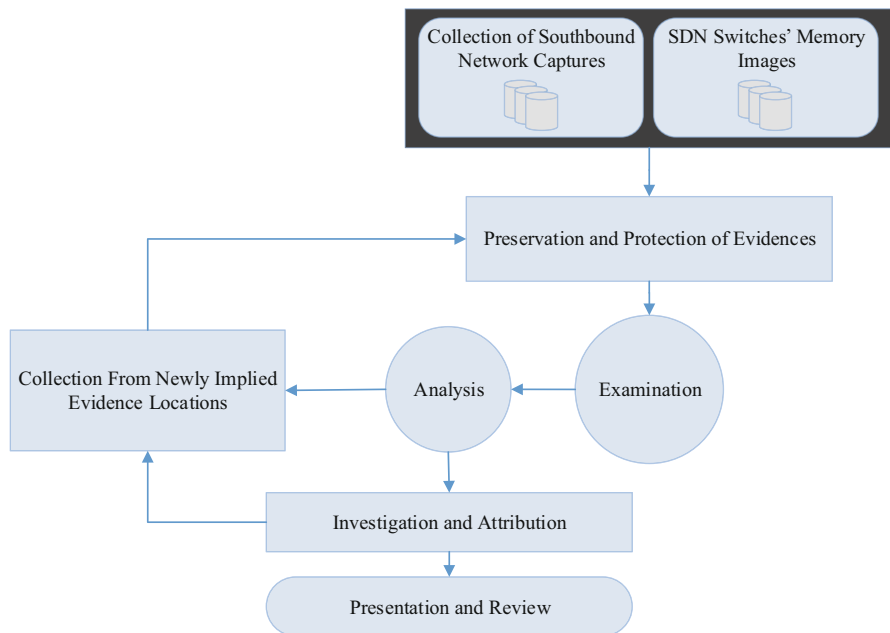 Collection of Southbound
Network Captures
SDN Switches' Memory
Images
Preservation and Protection of Evidences
Collection From Newly Implied
Evidence Locations
Analysis
Examination
Investigation and Attribution
Presentation and Review